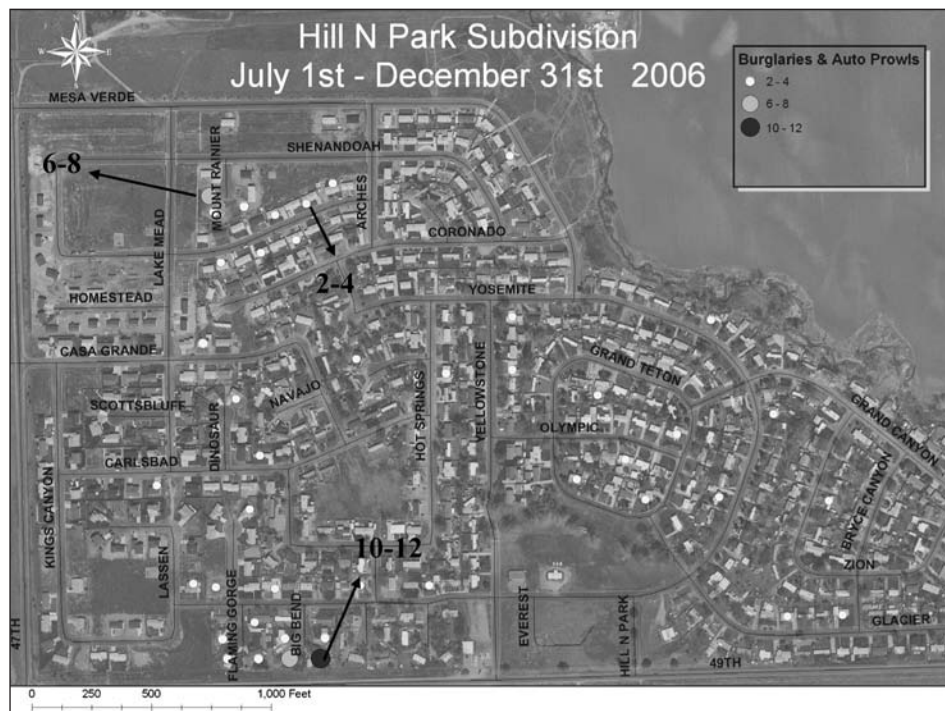 Hill N Park Subdivision
July 1st - December 31st 2006
N
W E
S
Burglaries & Auto Prowls
2 - 4
6 - 8
10 - 12
MESA VERDE
SHENANDOAH
6-8
MOUNT RAINIER
ARCHES
LAKE MEAD
CORONADO
2-4
HOMESTEAD
YOSEMITE
CASA GRANDE
GRAND TETON
NAVAJO
YELLOWSTONE
HOT SPRINGS
SCOTTSBLUFF
DINOSAUR
OLYMPIC
GRAND CANYON
CARLSBAD
KINGS CANYON
BRYCE CANYON
10-12
LASSEN
ZION
FLAMING GORGE
BIG BEND
EVEREST
HILL N PARK
GLACIER
47TH
49TH
0 250 500 1,000 Feet